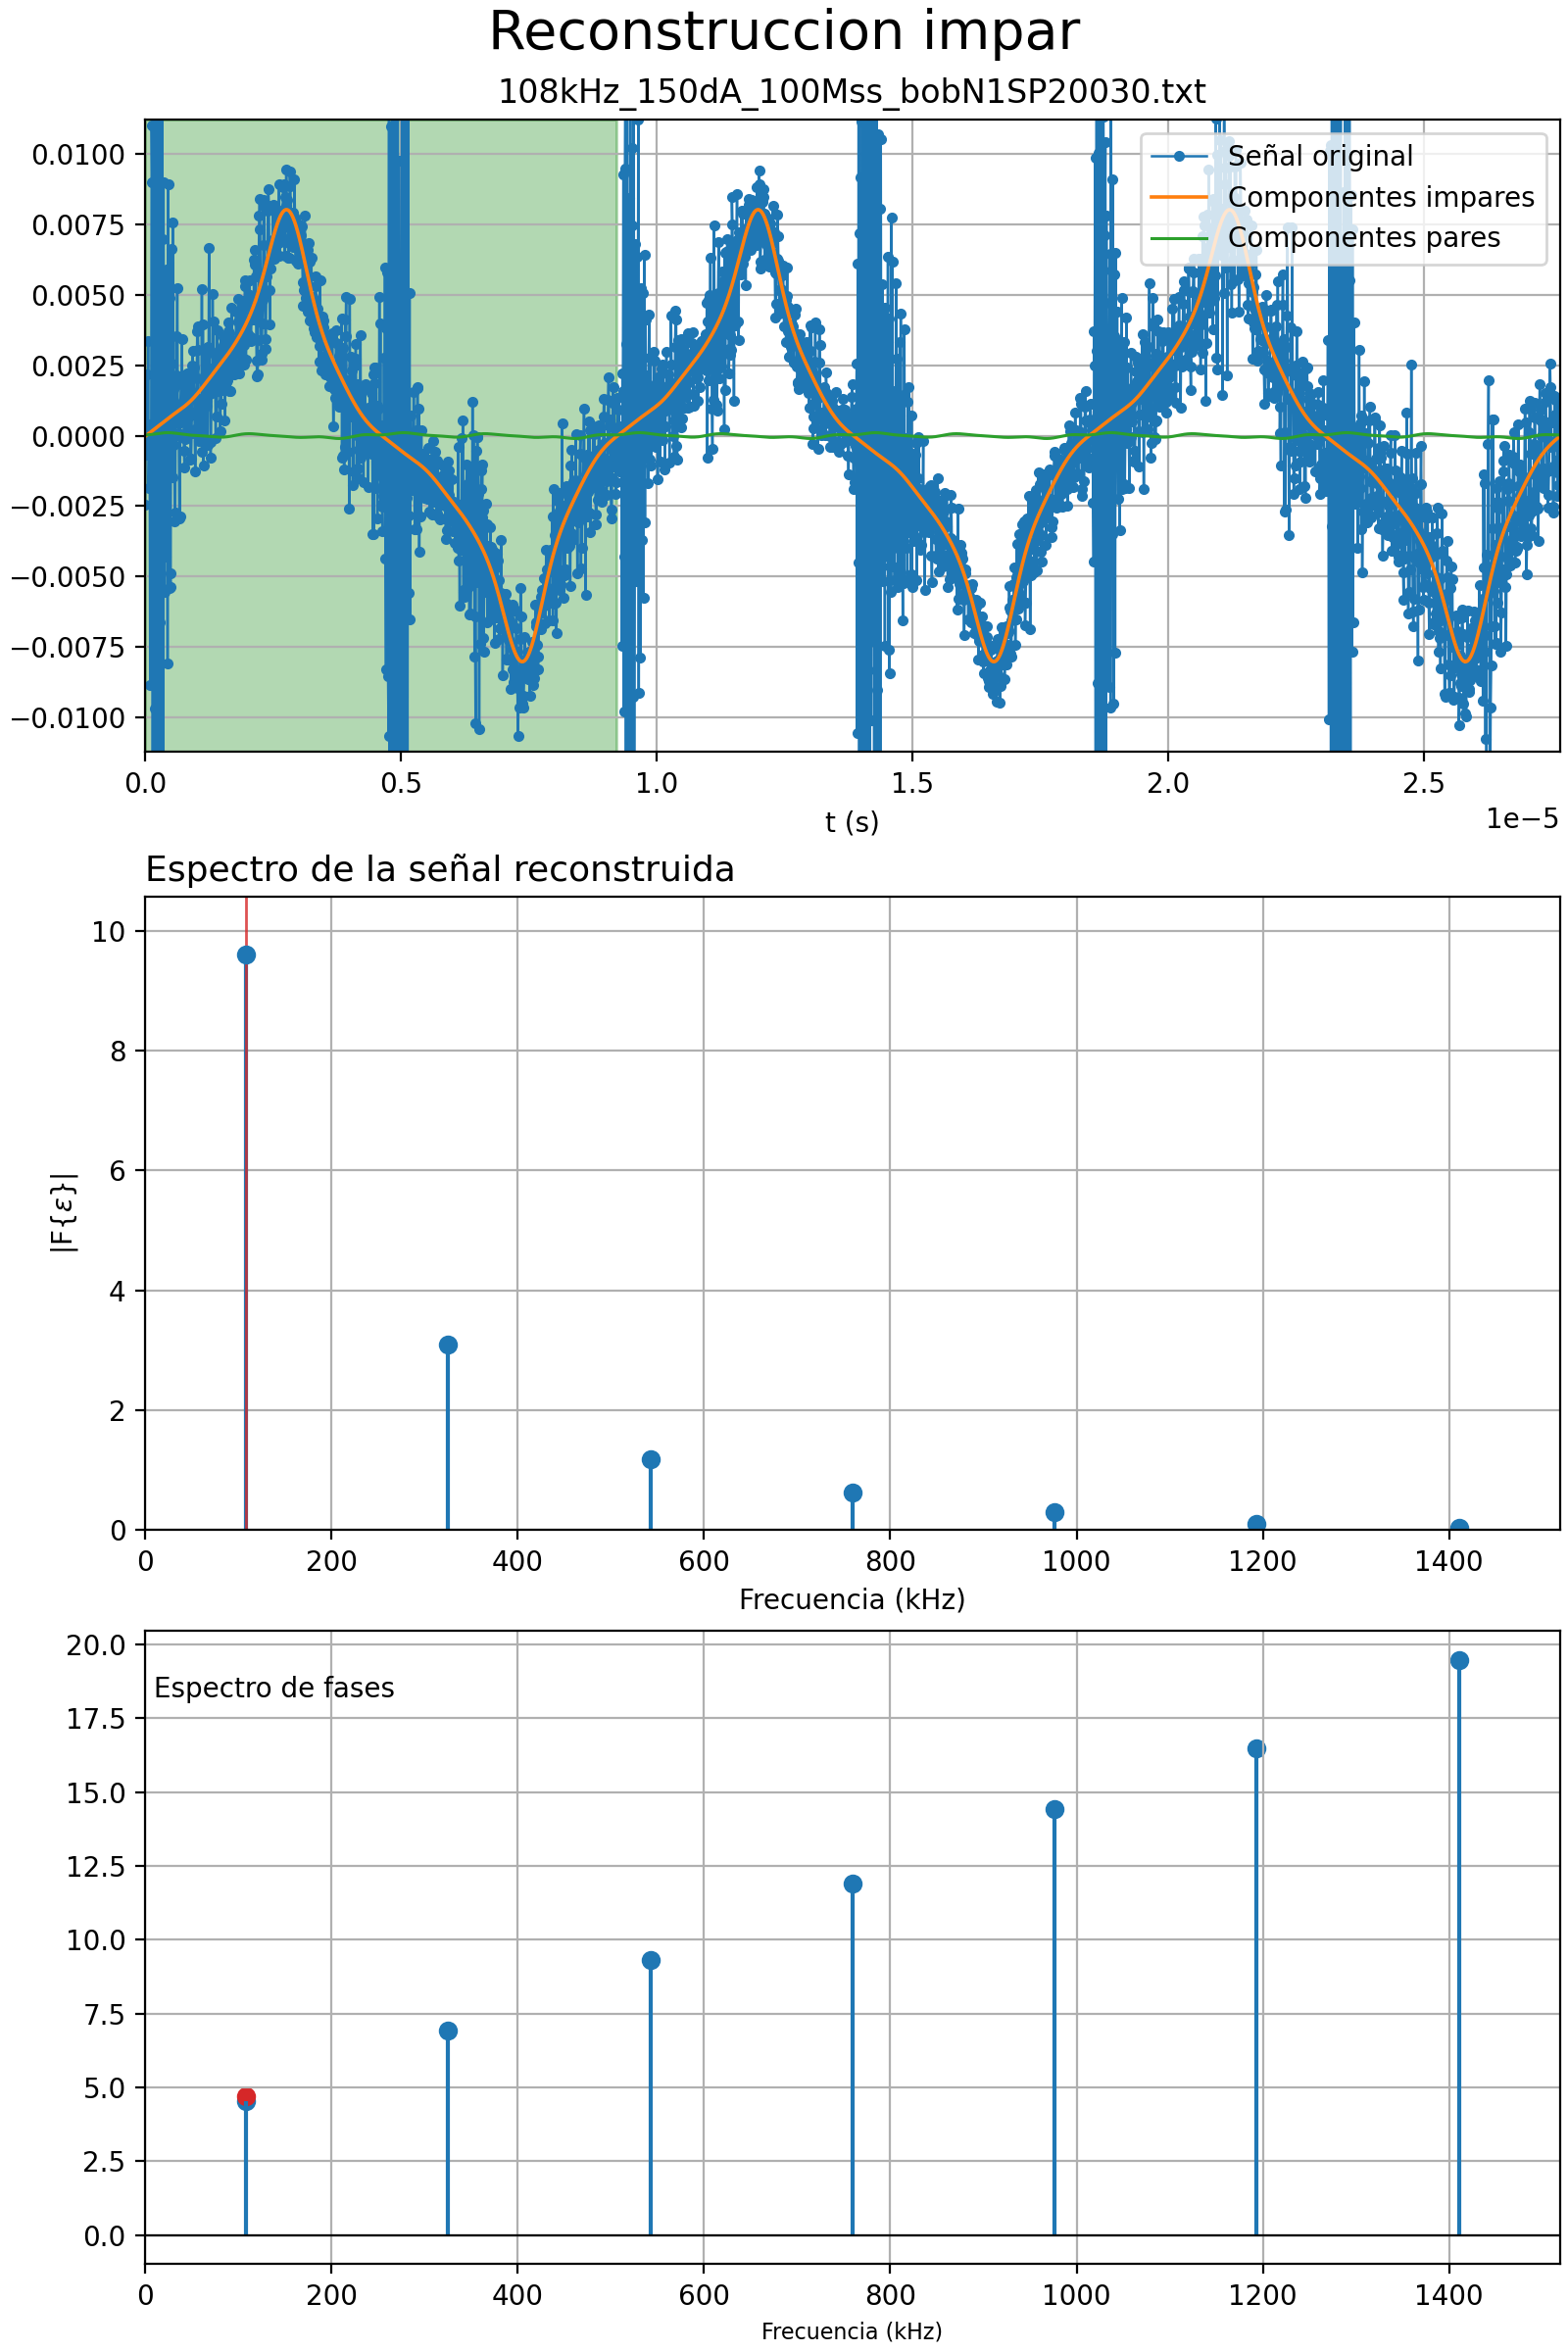 Reconstruccion impar
108kHz_150dA_100Mss_bobN1SP20030.txt
0.0100
0.0075
0.0050
0.0025
0.0000
−0.0025
−0.0050
−0.0075
−0.0100
Señal original
Componentes impares
Componentes pares
0.0 0.5 1.0 1.5 2.0 2.5
t (s)
1e−5
Espectro de la señal reconstruida
10
8
6
4
2
0
|F{ε}|
0 200 400 600 800 1000 1200 1400
Frecuencia (kHz)
20.0
17.5
15.0
12.5
10.0
7.5
5.0
2.5
0.0
Espectro de fases
0 200 400 600 800 1000 1200 1400
Frecuencia (kHz)